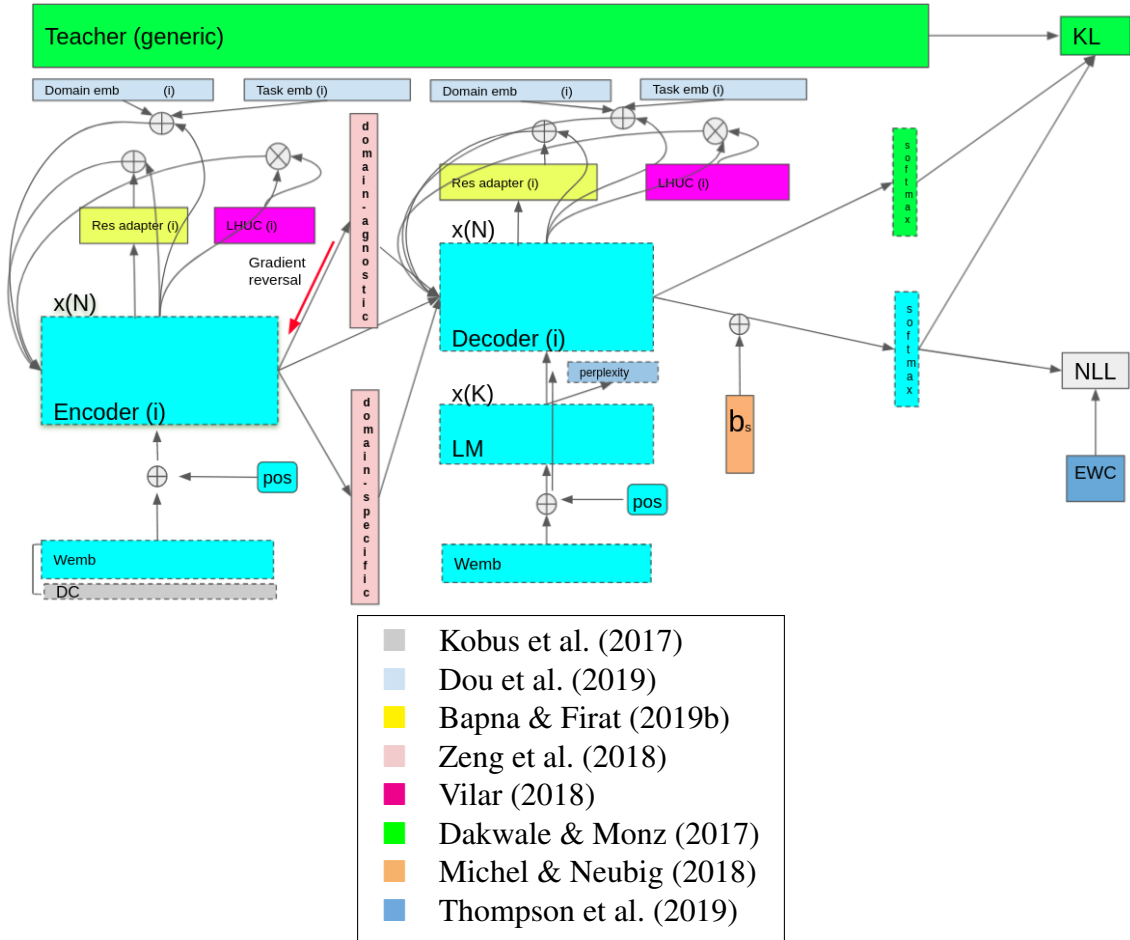 Teacher (generic)
KL
Domain emb (i)
Task emb (i)
Domain emb (i)
Task emb (i)
domain-agnostic
softmax
Res adapter (i)
LHUC (i)
Res adapter (i)
LHUC (i)
Gradient
reversal
x(N)
x(N)
Encoder (i)
Decoder (i)
perplexity
softmax
NLL
x(K)
LM
bs
domain-specific
EWC
pos
pos
Wemb
Wemb
DC
Kobus et al. (2017)
Dou et al. (2019)
Bapna & Firat (2019b)
Zeng et al. (2018)
Vilar (2018)
Dakwale & Monz (2017)
Michel & Neubig (2018)
Thompson et al. (2019)